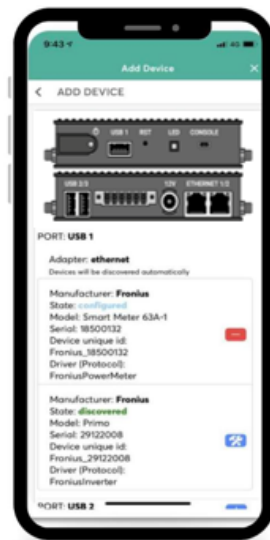 9:43
4G
Add Device
ADD DEVICE
USB 1 RST LED CONSOLE
USB 2/3 12V ETHERNET 1/2
PORT: USB 1
Adapter: ethernet
Devices will be discovered automatically
Manufacturer: Fronius
State: configured
Model: Smart Meter 63A-1
Serial: 18500132
Device unique id:
Fronius_18500132
Driver (Protocol):
FroniusPowerMeter
Manufacturer: Fronius
State: discovered
Model: Primo
Serial: 29122008
Device unique id:
Fronius_29122008
Driver (Protocol):
FroniusInverter
PORT: USB 2